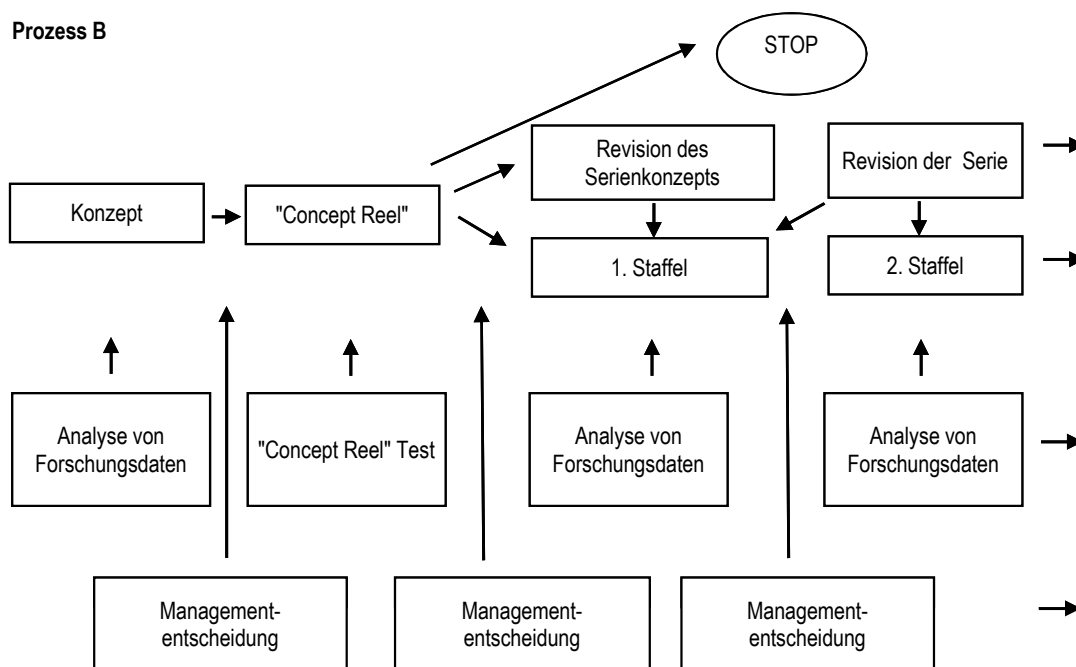 Prozess B
STOP
Revision des
Serienkonzepts
Revision der Serie
Konzept
"Concept Reel"
1. Staffel
2. Staffel
Analyse von
Forschungsdaten
"Concept Reel" Test
Analyse von
Forschungsdaten
Analyse von
Forschungsdaten
Management-
entscheidung
Management-
entscheidung
Management-
entscheidung